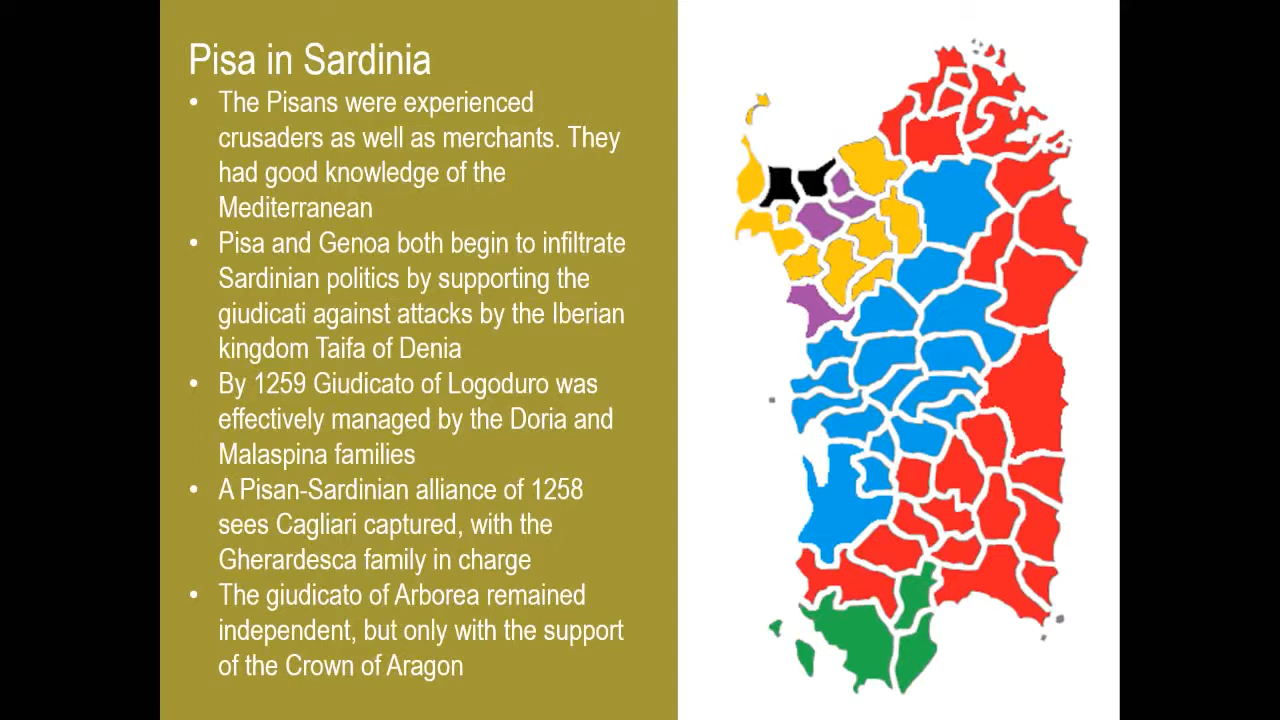 Pisa in Sardinia
• The Pisans were experienced
crusaders as well as merchants. They
had good knowledge of the
Mediterranean
• Pisa and Genoa both begin to infiltrate
Sardinian politics by supporting the
giudicati against attacks by the Iberian
kingdom Taifa of Denia
• By 1259 Giudicato of Logoduro was
effectively managed by the Doria and
Malaspina families
• A Pisan-Sardinian alliance of 1258
sees Cagliari captured, with the
Gherardesca family in charge
• The giudicato of Arborea remained
independent, but only with the support
of the Crown of Aragon